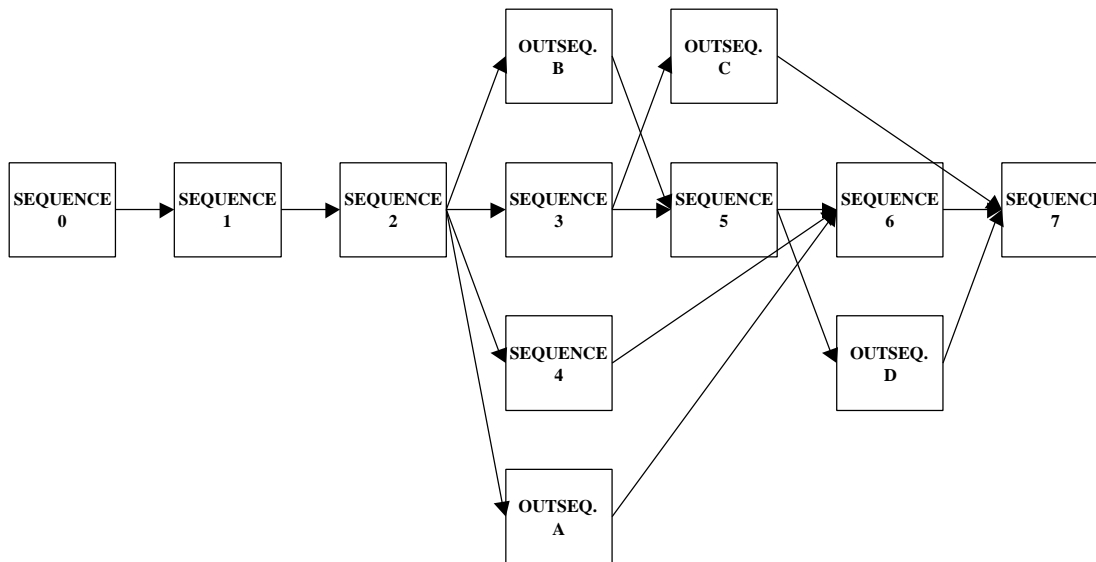 OUTSEQ.
B
OUTSEQ.
C
SEQUENCE
0
SEQUENCE
1
SEQUENCE
2
SEQUENCE
3
SEQUENCE
5
SEQUENCE
6
SEQUENCE
7
SEQUENCE
4
OUTSEQ.
D
OUTSEQ.
A